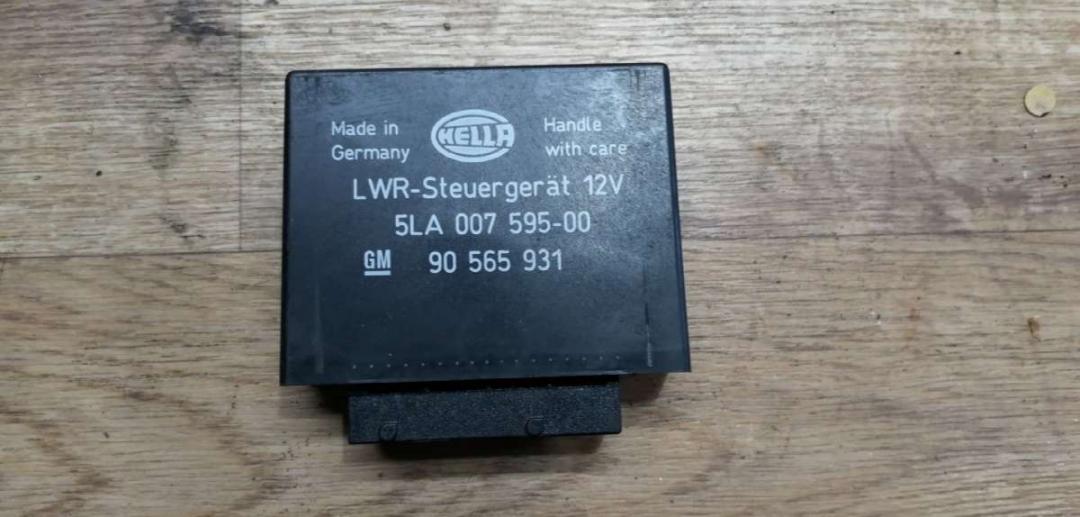 Made in HELLA Handle
Germany with care
LWR-Steuergerät 12V
5LA 007 595-00
GM 90 565 931